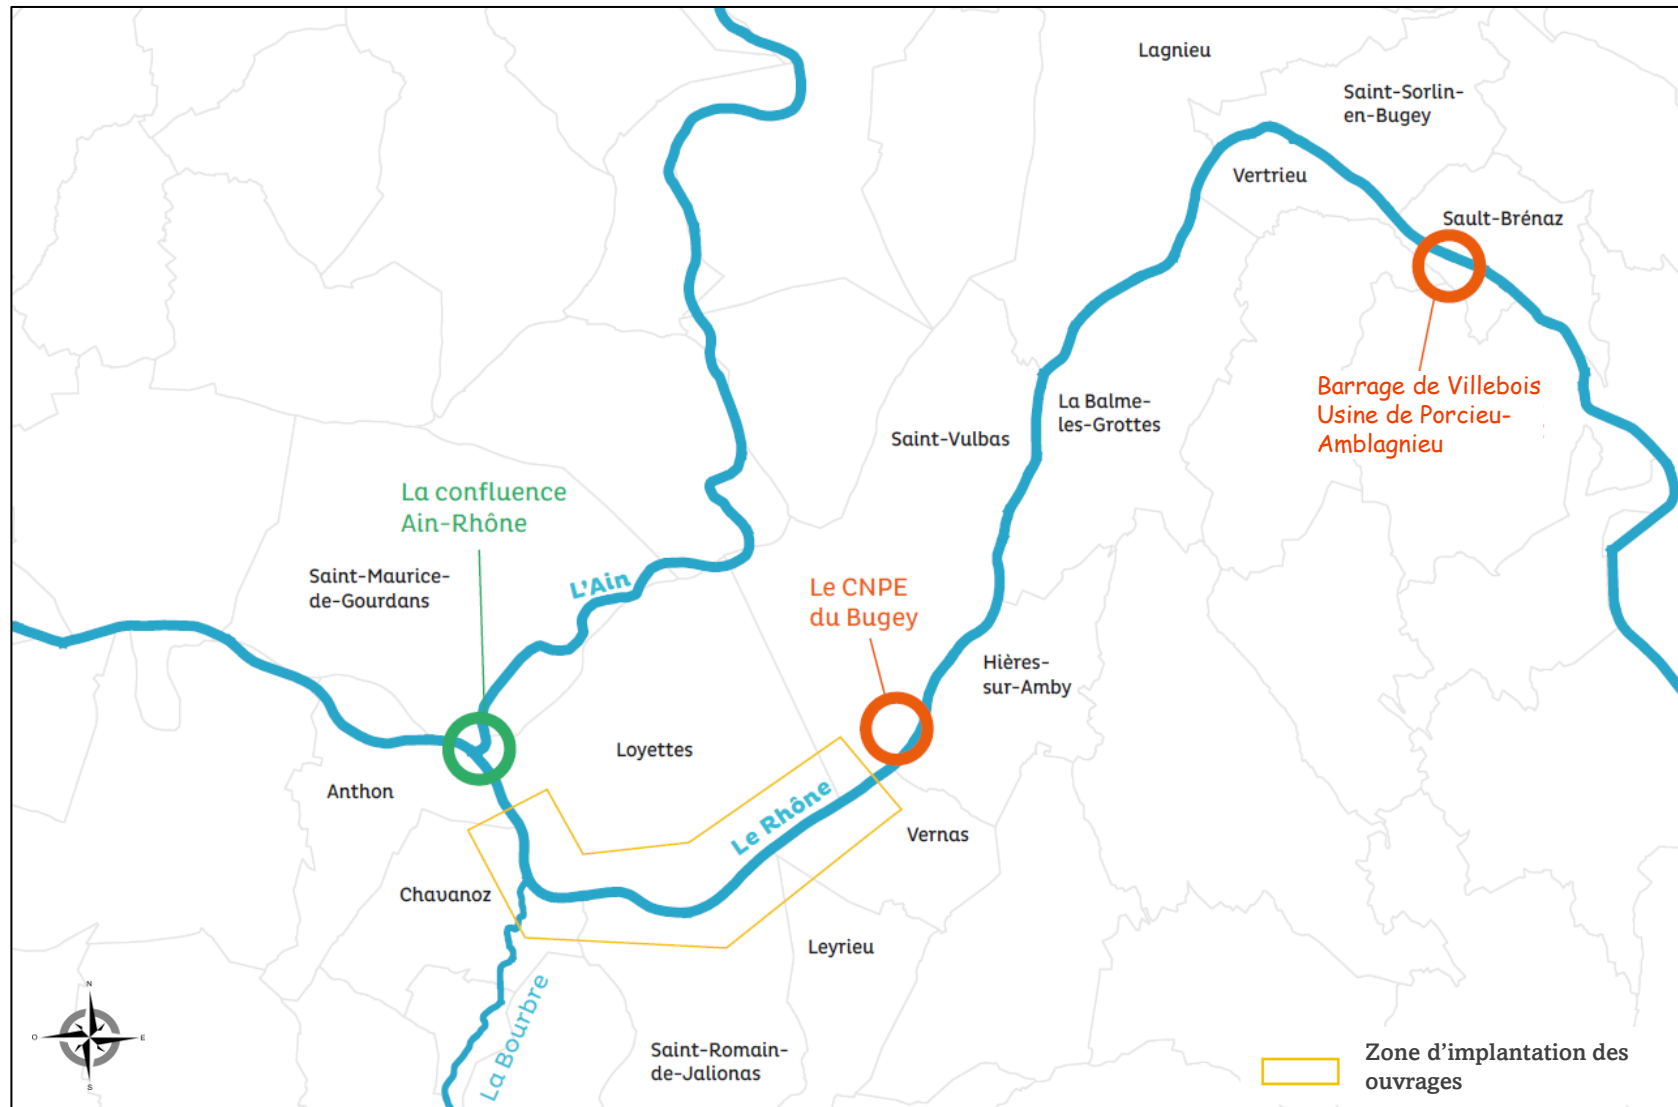 Lagnieu
Saint-Sorlin-
en-Bugey
Vertrieu
Sault-Brénaz
Barrage de Villebois
Usine de Porcieu-
Amblagnieu
La Balme-
les-Grottes
Saint-Vulbas
La confluence
Ain-Rhône
Saint-Maurice-
de-Gourdans
L'Ain
Le CNPE
du Bugey
Hières-
sur-Amby
Loyettes
Anthon
Le Rhône
Vernas
Chavanoz
Leyrieu
La Bourbre
Saint-Romain-
de-Jalionas
N
O
E
S
Zone d'implantation des
ouvrages